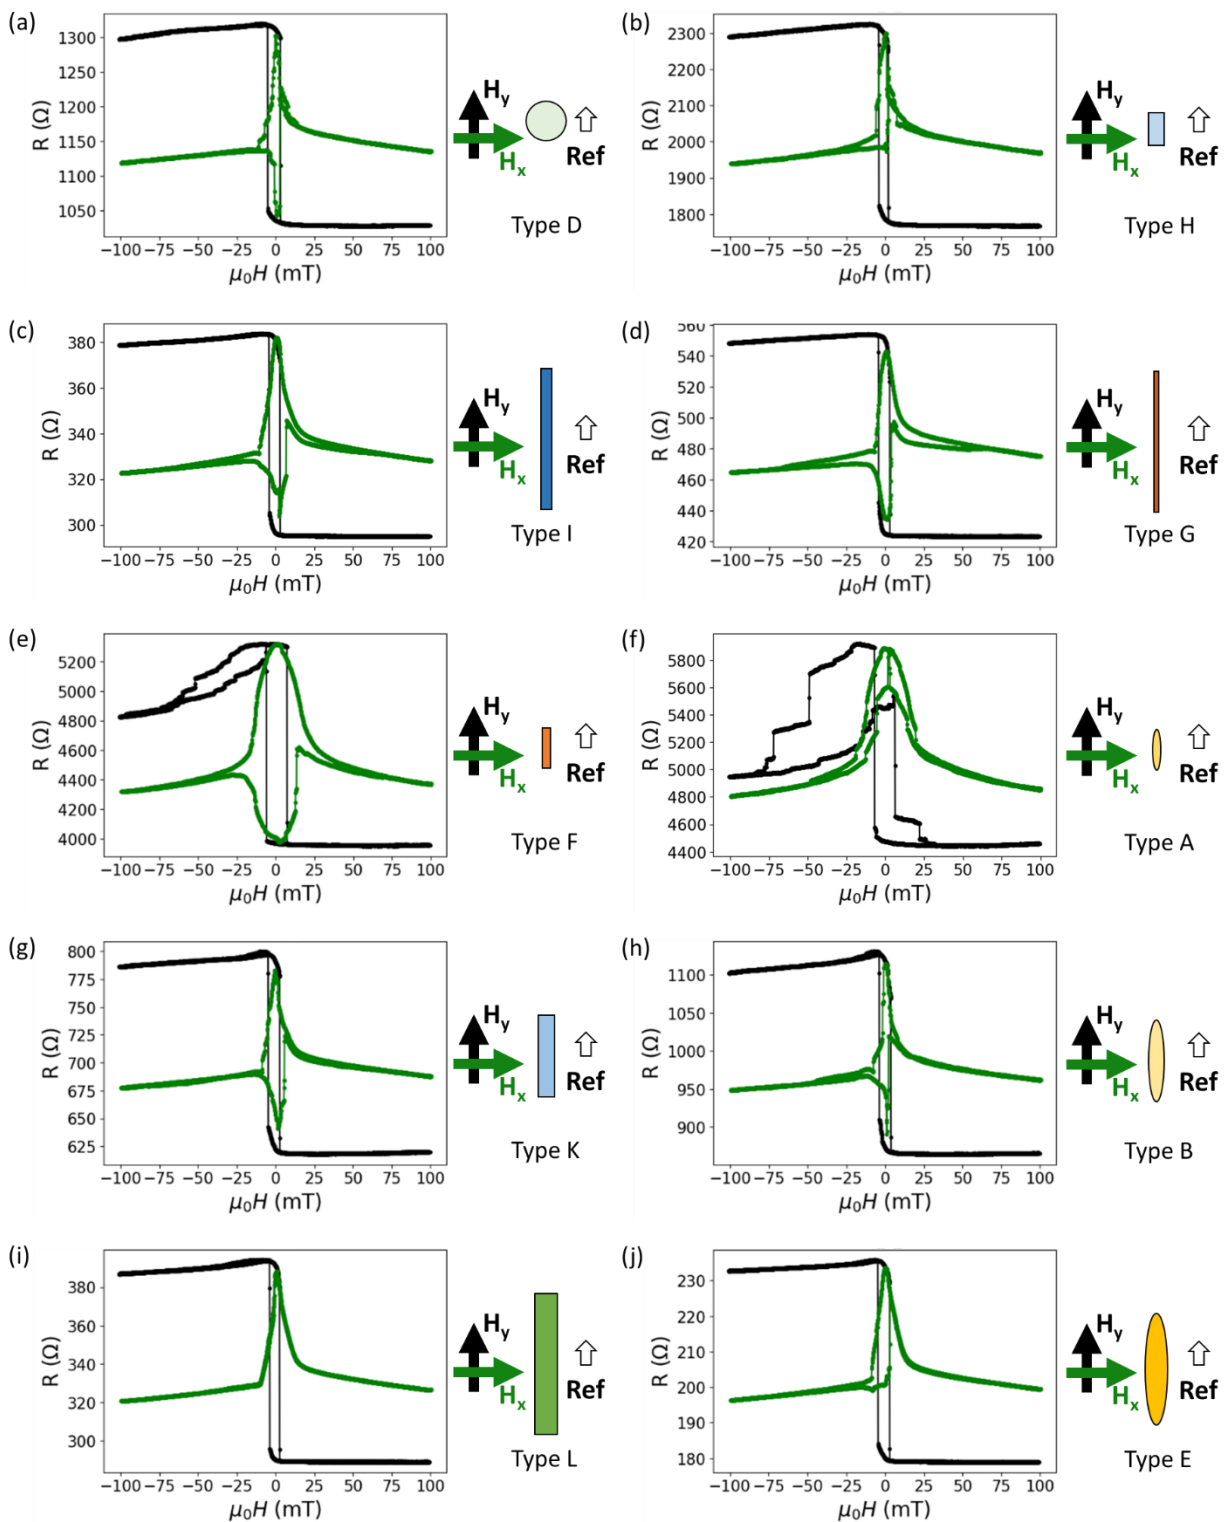 (a)
1300
1250
1200
1150
1100
1050
R (Ω)
−100 −75 −50 −25 0 25 50 75 100
μ₀H (mT)
Hy
Hx
Ref
Type D
(b)
2300
2200
2100
2000
1900
1800
R (Ω)
−100 −75 −50 −25 0 25 50 75 100
μ₀H (mT)
Hy
Hx
Ref
Type H
(c)
380
360
340
320
300
R (Ω)
−100 −75 −50 −25 0 25 50 75 100
μ₀H (mT)
Hy
Hx
Ref
Type I
(d)
560
540
520
500
480
460
440
420
R (Ω)
−100 −75 −50 −25 0 25 50 75 100
μ₀H (mT)
Hy
Hx
Ref
Type G
(e)
5200
5000
4800
4600
4400
4200
4000
R (Ω)
−100 −75 −50 −25 0 25 50 75 100
μ₀H (mT)
Hy
Hx
Ref
Type F
(f)
5800
5600
5400
5200
5000
4800
4600
4400
R (Ω)
−100 −75 −50 −25 0 25 50 75 100
μ₀H (mT)
Hy
Hx
Ref
Type A
(g)
800
775
750
725
700
675
650
625
R (Ω)
−100 −75 −50 −25 0 25 50 75 100
μ₀H (mT)
Hy
Hx
Ref
Type K
(h)
1100
1050
1000
950
900
R (Ω)
−100 −75 −50 −25 0 25 50 75 100
μ₀H (mT)
Hy
Hx
Ref
Type B
(i)
380
360
340
320
300
R (Ω)
−100 −75 −50 −25 0 25 50 75 100
μ₀H (mT)
Hy
Hx
Ref
Type L
(j)
230
220
210
200
190
180
R (Ω)
−100 −75 −50 −25 0 25 50 75 100
μ₀H (mT)
Hy
Hx
Ref
Type E